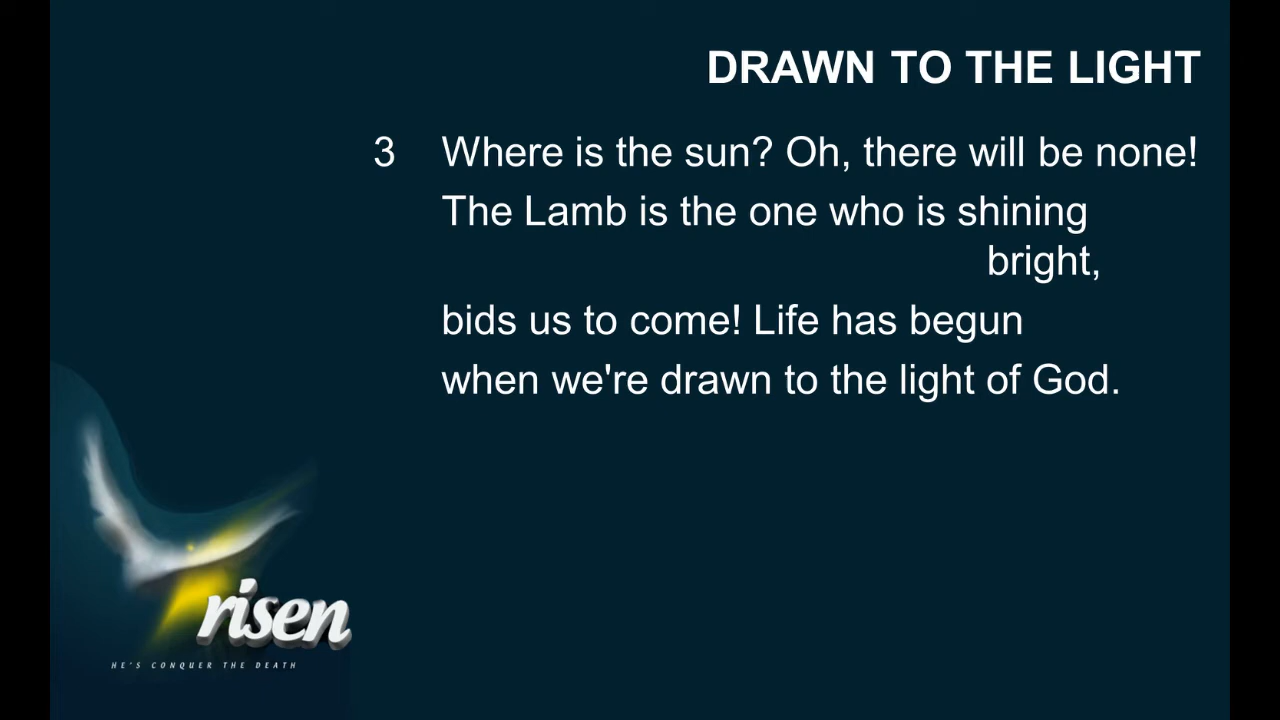 DRAWN TO THE LIGHT
3 Where is the sun? Oh, there will be none!
The Lamb is the one who is shining
bright,
bids us to come! Life has begun
when we're drawn to the light of God.
risen
HE'S CONQUER THE DEATH